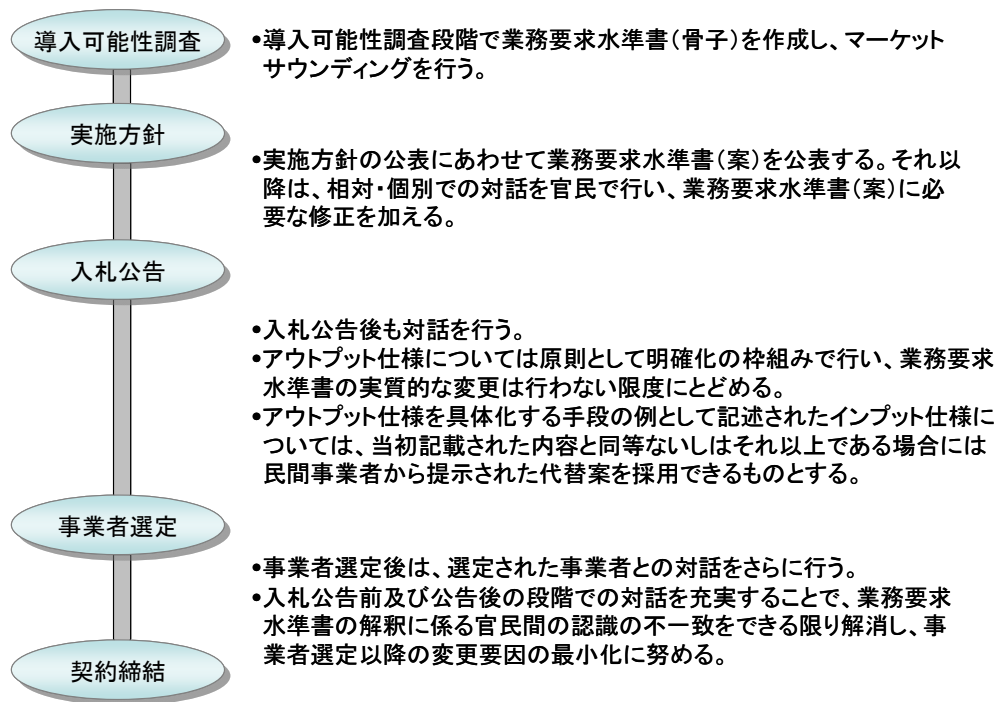 導入可能性調査
•導入可能性調査段階で業務要求水準書(骨子)を作成し、マーケット
サウンディングを行う。
実施方針
•実施方針の公表にあわせて業務要求水準書(案)を公表する。それ以
降は、相対・個別での対話を官民で行い、業務要求水準書(案)に必
要な修正を加える。
入札公告
•入札公告後も対話を行う。
•アウトプット仕様については原則として明確化の枠組みで行い、業務要求
水準書の実質的な変更は行わない限度にとどめる。
•アウトプット仕様を具体化する手段の例として記述されたインプット仕様に
ついては、当初記載された内容と同等ないしはそれ以上である場合には
民間事業者から提示された代替案を採用できるものとする。
事業者選定
•事業者選定後は、選定された事業者との対話をさらに行う。
•入札公告前及び公告後の段階での対話を充実することで、業務要求
水準書の解釈に係る官民間の認識の不一致をできる限り解消し、事
業者選定以降の変更要因の最小化に努める。
契約締結